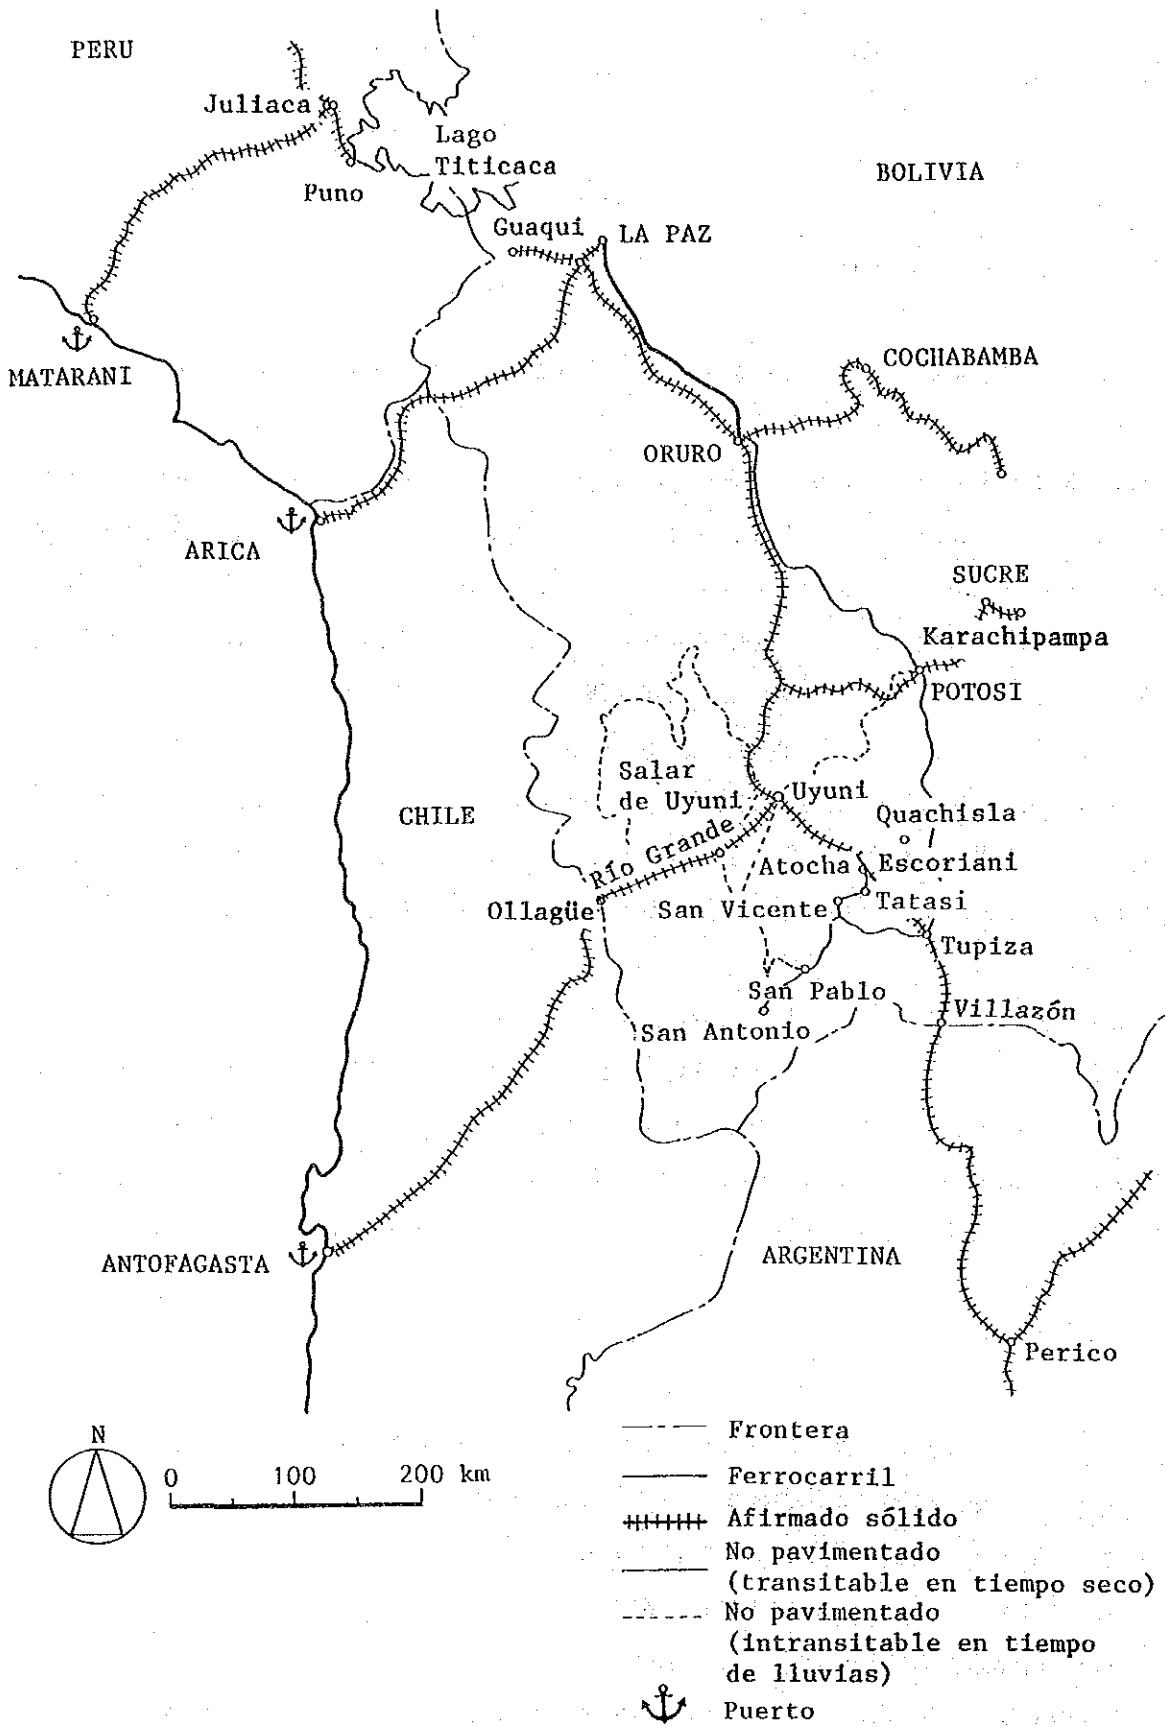 PERU
Juliaca
Lago
Titicaca
BOLIVIA
Puno
Guaqui
LA PAZ
MATARANI
COCHABAMBA
ORURO
ARICA
SUCRE
Karachipampa
POTOSI
Salar
de Uyuni
Uyuni
CHILE
Quachisla
Río Grande
Atocha
Escoriani
Ollagüe
San Vicente
Tatasi
Tupiza
San Pablo
Villazón
San Antonio
ANTOFAGASTA
ARGENTINA
Perico
N
0 100 200 km
Frontera
Ferrocarril
Afirmado sólido
No pavimentado
(transitable en tiempo seco)
No pavimentado
(intransitable en tiempo
de lluvias)
Puerto